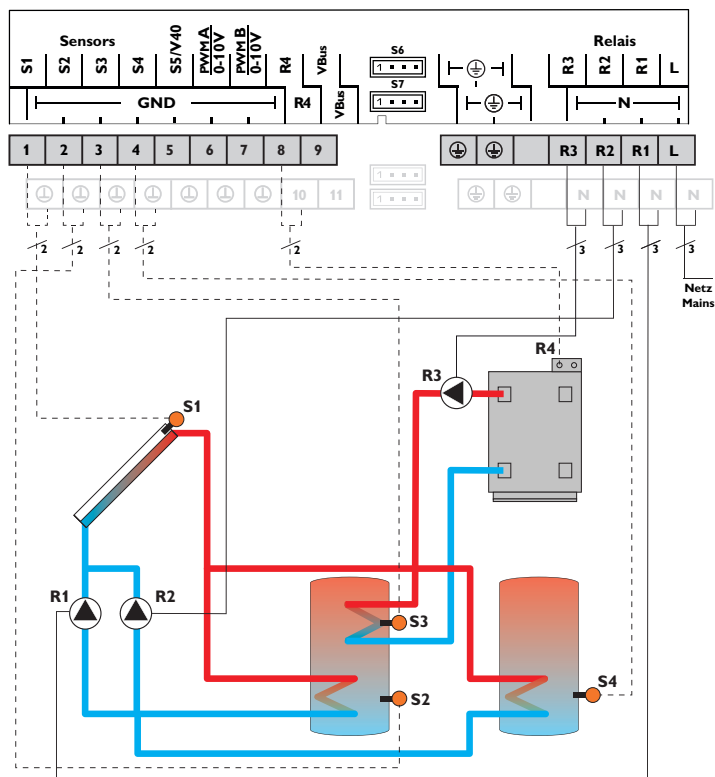 Sensors
Relais
S1 S2 S3 S4 S5/V40 PWM A 0-10V PWM B 0-10V R4 VBus
S6
S7
R3 R2 R1 L
GND
R4
VBus
N
1 2 3 4 5 6 7 8 9
R3 R2 R1 L
10 11
N N N N
2 2 2 2 2
3 3 3 3
Netz
Mains
R4
R3
S1
R1
R2
S3
S2
S4